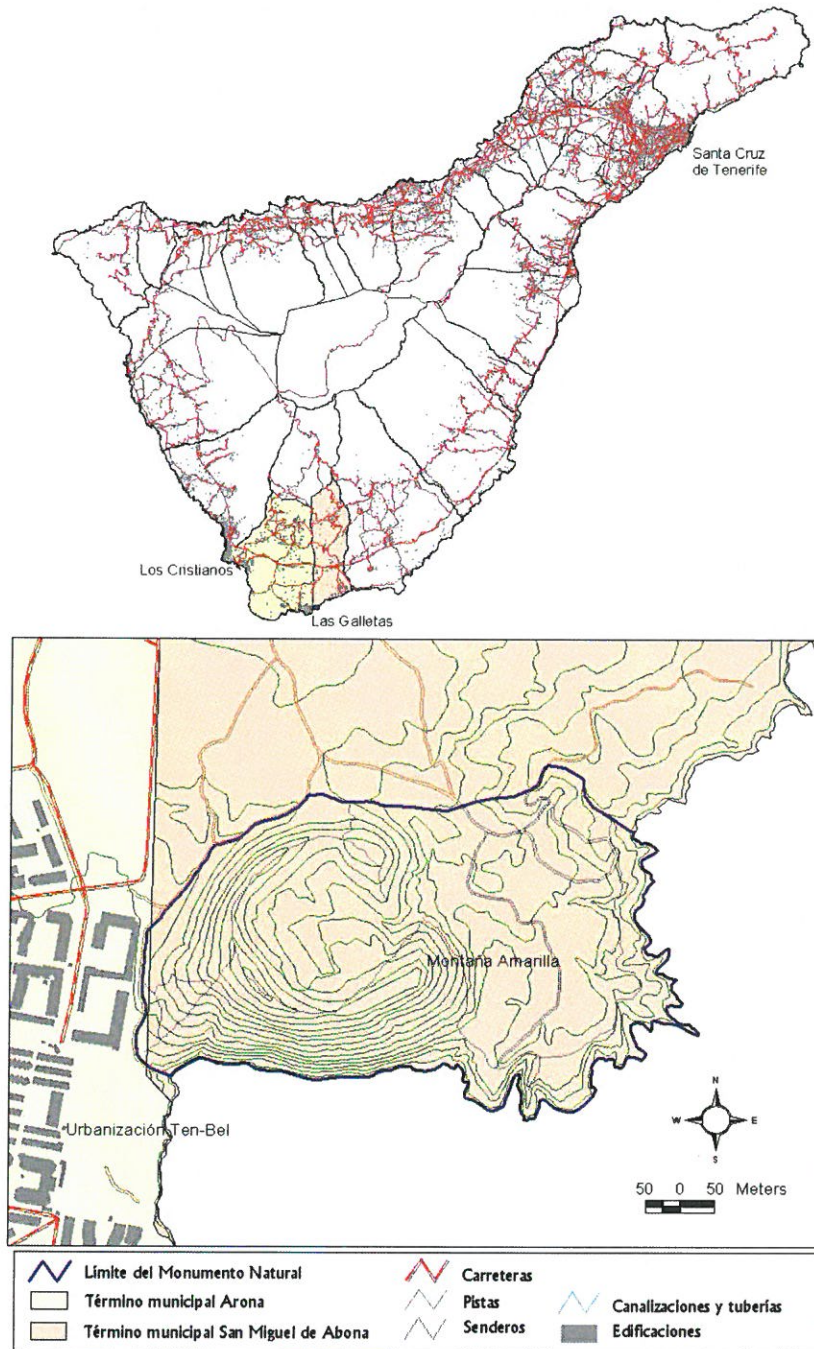 Santa Cruz
de Tenerife
Los Cristianos
Las Galletas
Montaña Amarilla
Urbanización Ten-Bel
N
W E
S
50 0 50 Meters
Límite del Monumento Natural
Término municipal Arona
Término municipal San Miguel de Abona
Carreteras
Pistas
Senderos
Canalizaciones y tuberías
Edificaciones